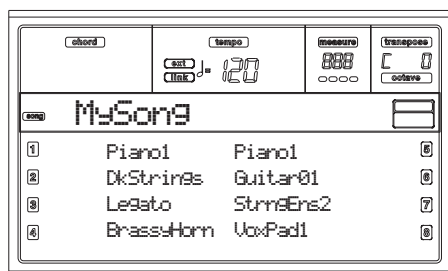 chord tempo measure transpose
ext link ♩= 120 888 C 0
octave
song MySong
1 Piano1 Piano1 5
2 DkStrings Guitar01 6
3 Legato StrngEns2 7
4 BrassyHorn VoxPad1 8